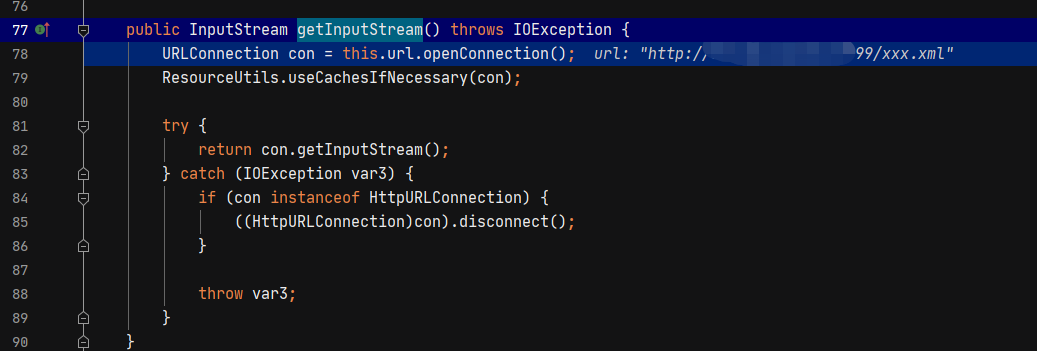 76
77 public InputStream getInputStream() throws IOException {
78 URLConnection con = this.url.openConnection(); url: "http:// 99/xxx.xml"
79 ResourceUtils.useCachesIfNecessary(con);
80
81 try {
82 return con.getInputStream();
83 } catch (IOException var3) {
84 if (con instanceof HttpURLConnection) {
85 ((HttpURLConnection)con).disconnect();
86 }
87
88 throw var3;
89 }
90 }